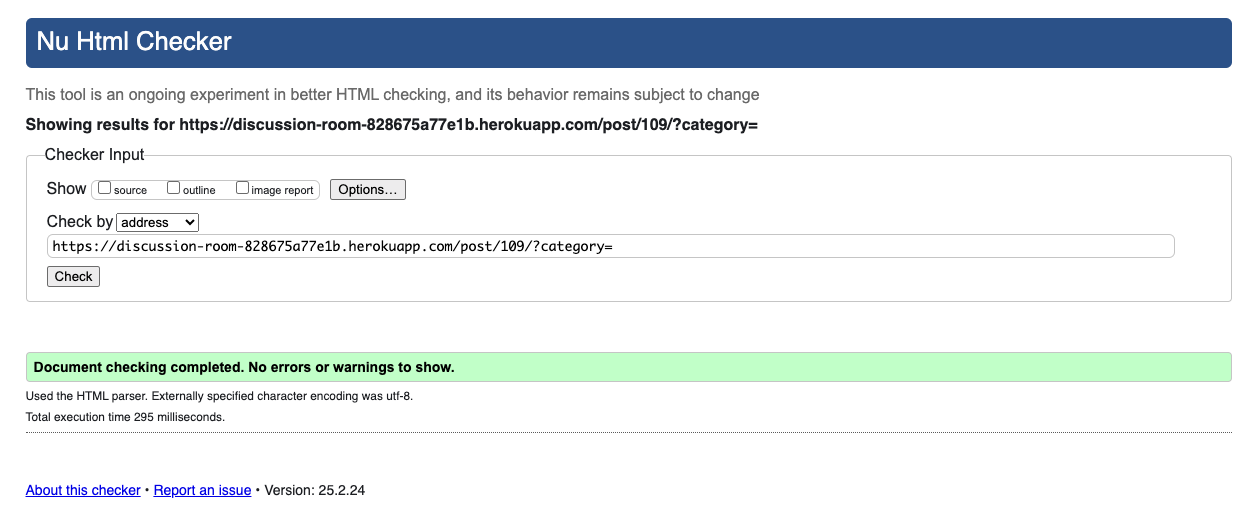 Nu Html Checker
This tool is an ongoing experiment in better HTML checking, and its behavior remains subject to change
Showing results for https://discussion-room-828675a77e1b.herokuapp.com/post/109/?category=
Checker Input
Show source outline image report Options…
Check by address
https://discussion-room-828675a77e1b.herokuapp.com/post/109/?category=
Check
Document checking completed. No errors or warnings to show.
Used the HTML parser. Externally specified character encoding was utf-8.
Total execution time 295 milliseconds.
About this checker • Report an issue • Version: 25.2.24